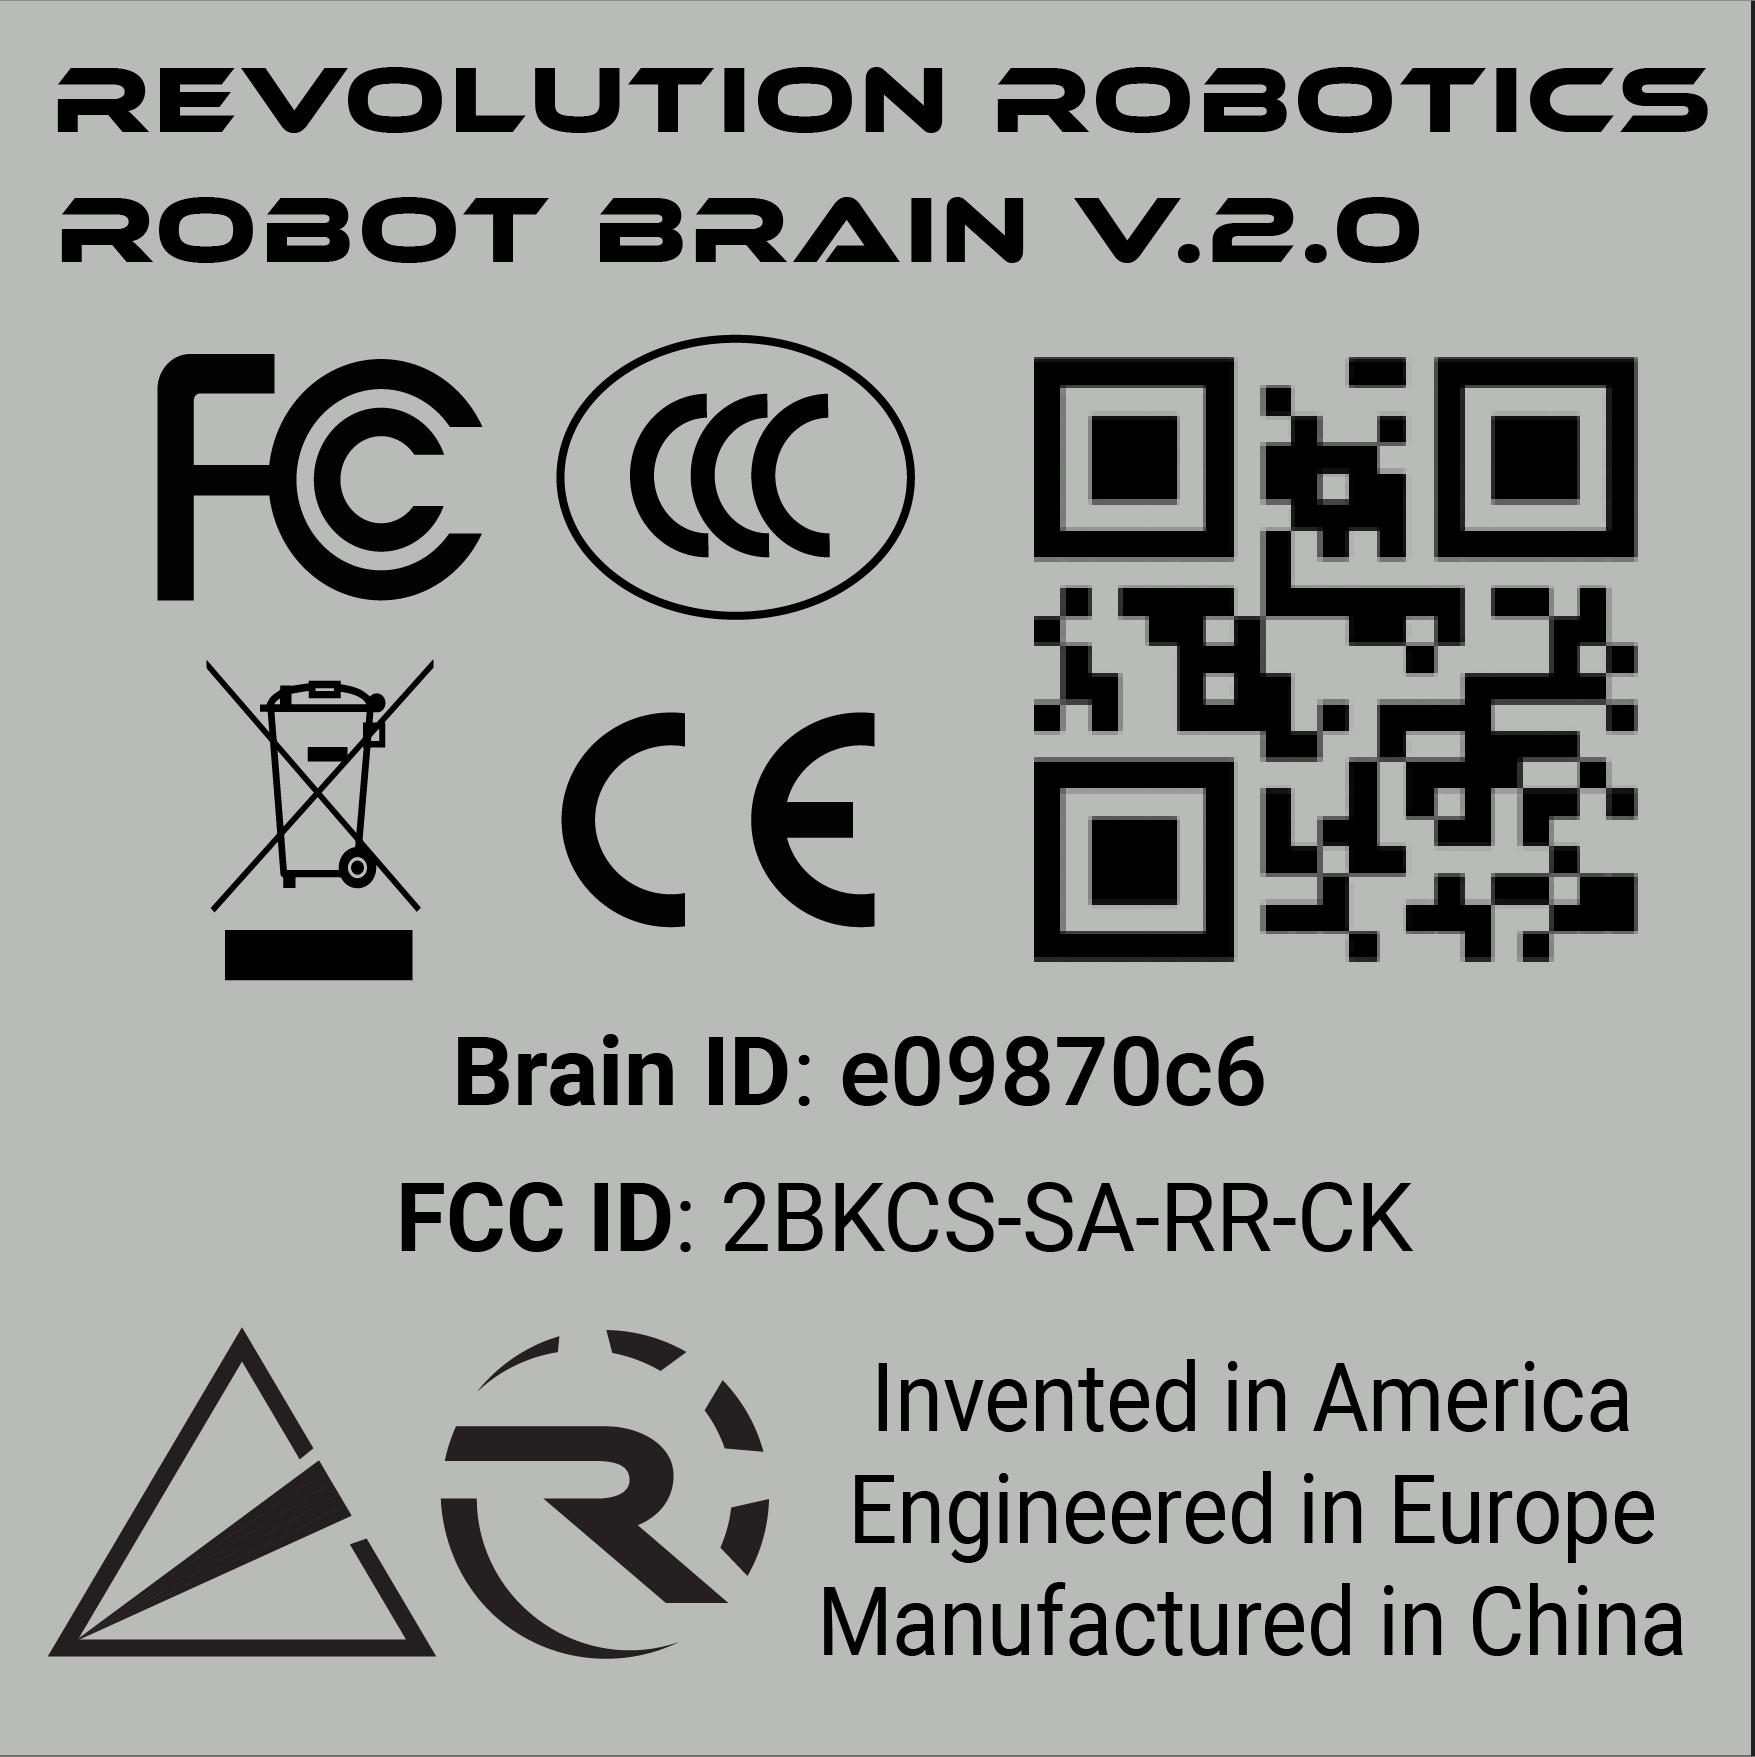 REVOLUTION ROBOTICS
ROBOT BRAIN V.2.0
FC
CCC
CE
Brain ID: e09870c6
FCC ID: 2BKCS-SA-RR-CK
R
Invented in America
Engineered in Europe
Manufactured in China